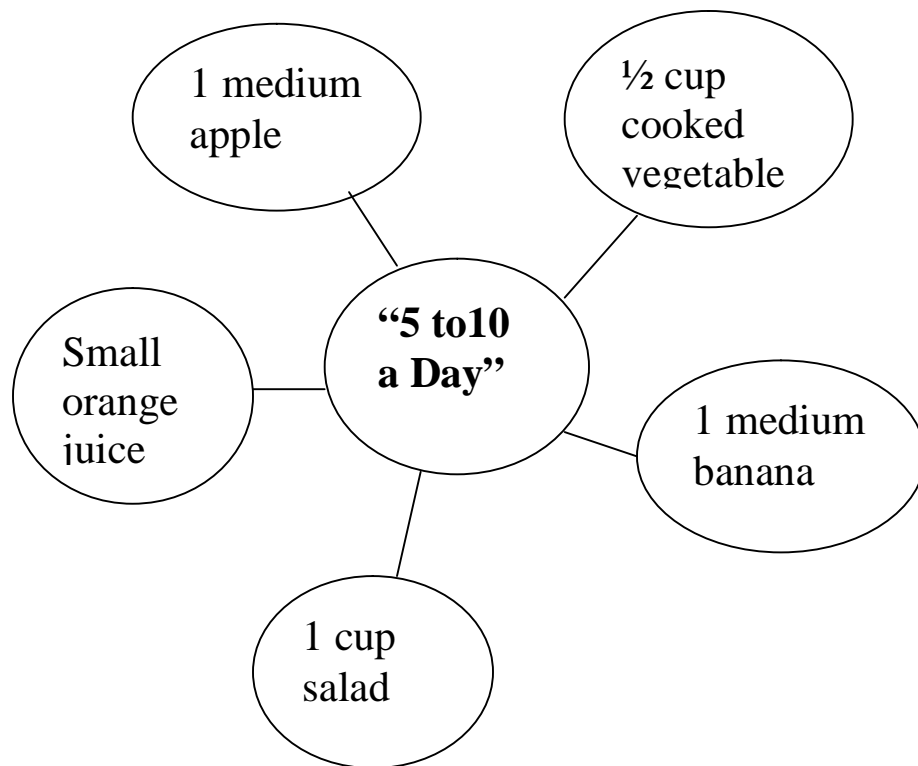 1 medium
apple
½ cup
cooked
vegetable
“5 to10
a Day”
Small
orange
juice
1 medium
banana
1 cup
salad